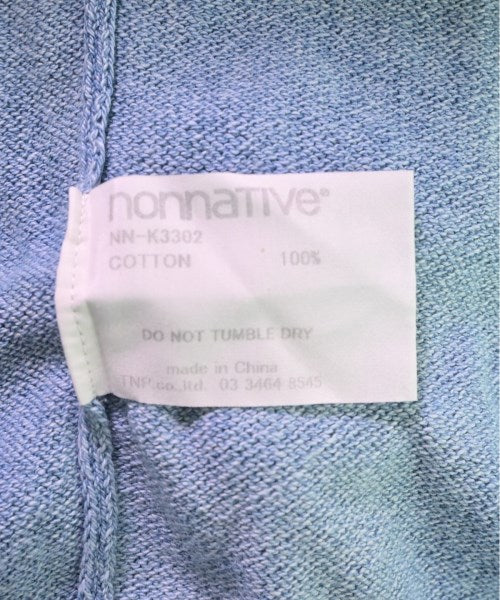 nonnative®
NN-K3302
COTTON 100%
DO NOT TUMBLE DRY
made in China
TNP.co.,ltd. 03 3464 8545